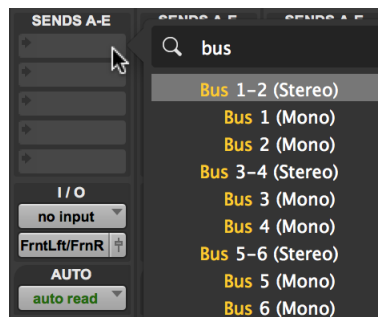 SENDS A-E
SENDS A-E
SENDS A-E
bus
Bus 1-2 (Stereo)
Bus 1 (Mono)
Bus 2 (Mono)
Bus 3-4 (Stereo)
Bus 3 (Mono)
Bus 4 (Mono)
Bus 5-6 (Stereo)
Bus 5 (Mono)
Bus 6 (Mono)
I / O
no input
FrntLft/FrnR
AUTO
auto read